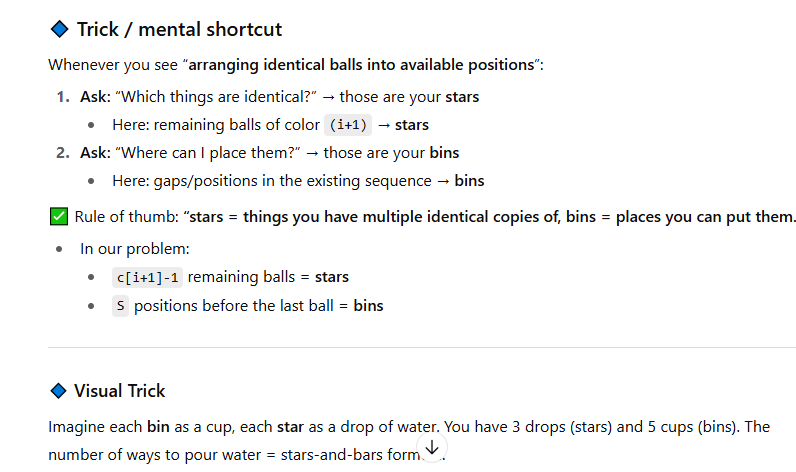 Trick / mental shortcut
Whenever you see “arranging identical balls into available positions”:
1. Ask: “Which things are identical?” → those are your stars
• Here: remaining balls of color (i+1) → stars
2. Ask: “Where can I place them?” → those are your bins
• Here: gaps/positions in the existing sequence → bins
✅ Rule of thumb: “stars = things you have multiple identical copies of, bins = places you can put them.
• In our problem:
• c[i+1]-1 remaining balls = stars
• S positions before the last ball = bins
Visual Trick
Imagine each bin as a cup, each star as a drop of water. You have 3 drops (stars) and 5 cups (bins). The
number of ways to pour water = stars-and-bars